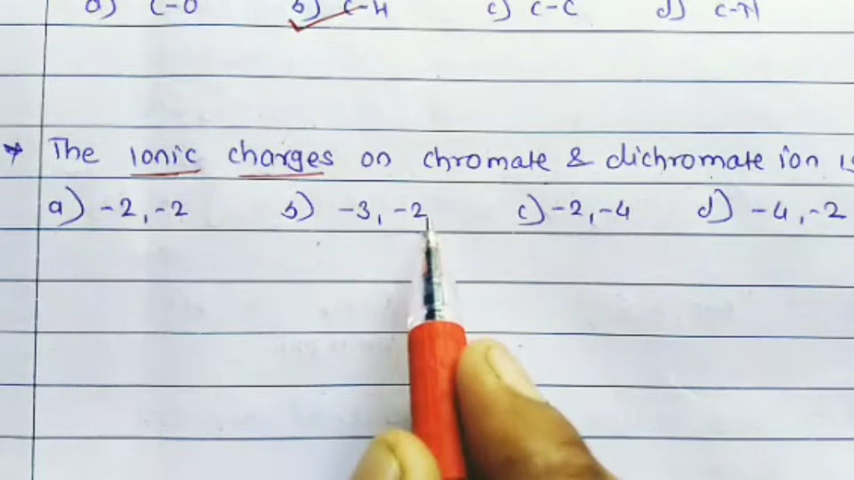 a) C-O b) C-H c) C-C d) C-N
* The ionic charges on chromate & dichromate ion is
a) -2, -2 b) -3, -2 c) -2, -4 d) -4, -2